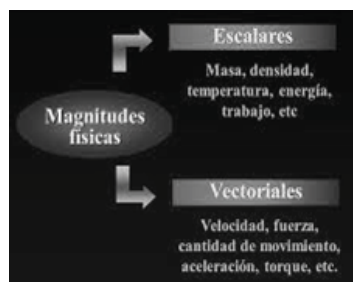 Escalares
Masa, densidad,
temperatura, energía,
trabajo, etc
Magnitudes
físicas
Vectoriales
Velocidad, fuerza,
cantidad de movimiento,
aceleración, torque, etc.